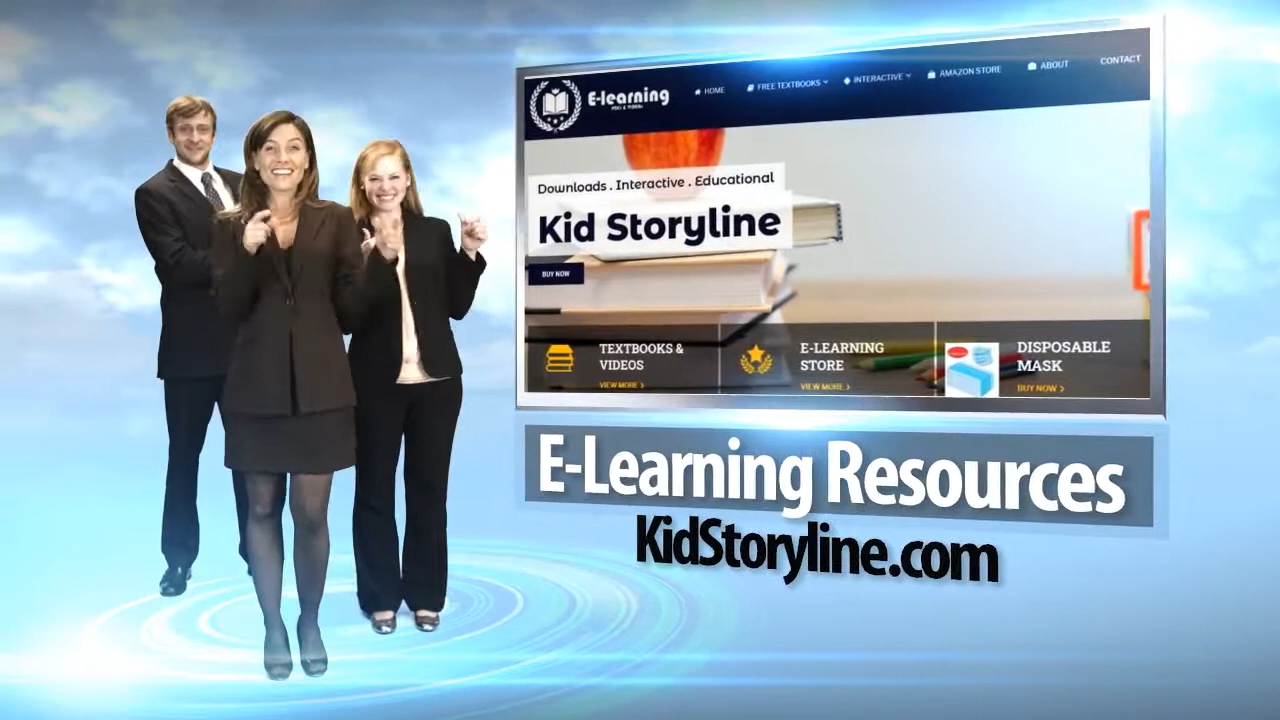 E-learning
HOME
FREE TEXTBOOKS
INTERACTIVE
AMAZON STORE
ABOUT
CONTACT
Downloads . Interactive . Educational
Kid Storyline
BUY NOW
TEXTBOOKS &
VIDEOS
VIEW MORE >
E-LEARNING
STORE
VIEW MORE >
DISPOSABLE
MASK
BUY NOW >
E-Learning Resources
KidStoryline.com